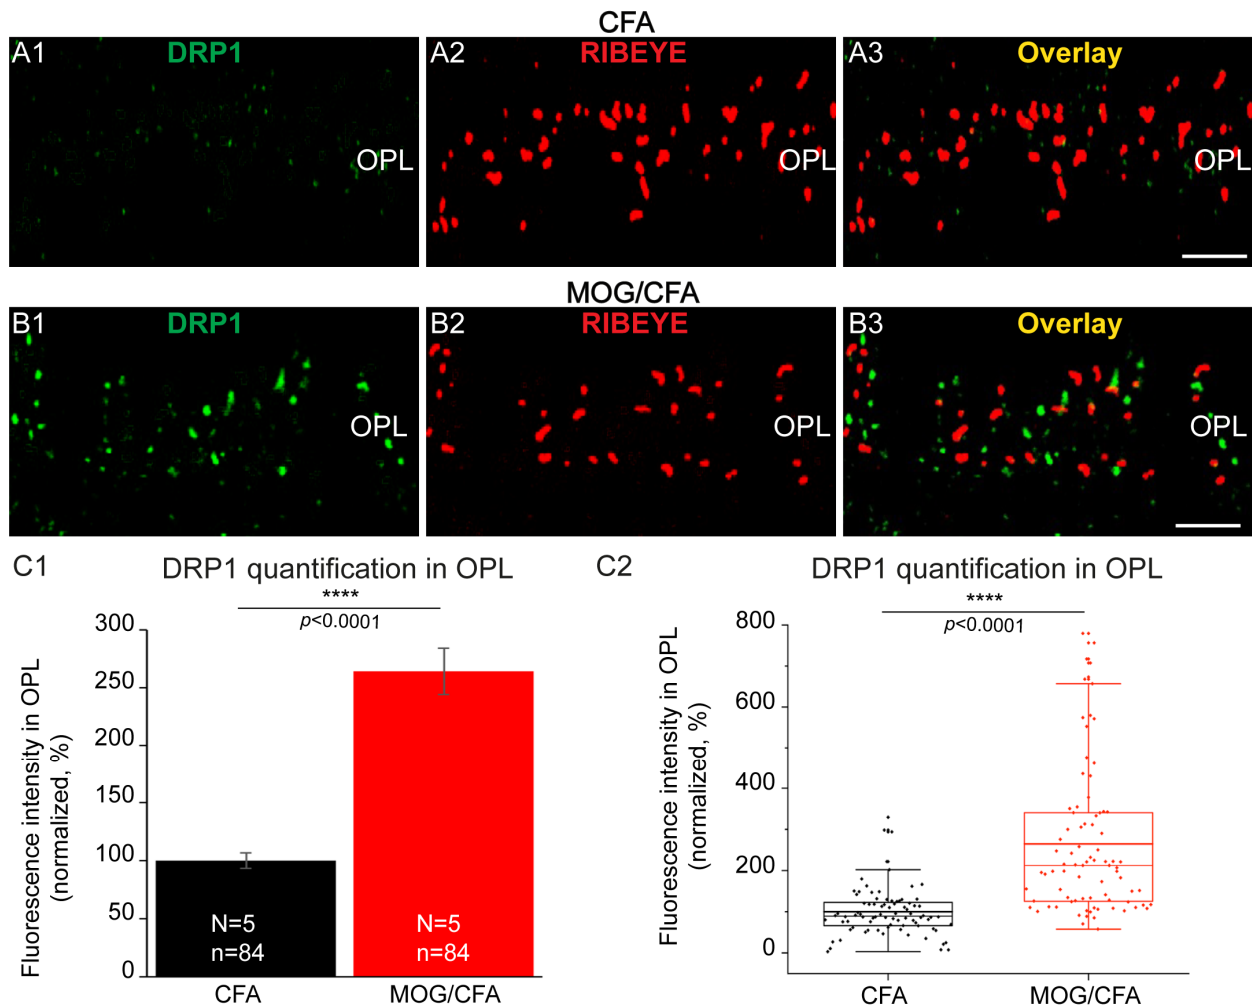 CFA
A1 DRP1
A2 RIBEYE
A3 Overlay
OPL
OPL
OPL
MOG/CFA
B1 DRP1
B2 RIBEYE
B3 Overlay
OPL
OPL
OPL
C1 DRP1 quantification in OPL
****
p<0.0001
Fluorescence intensity in OPL
(normalized, %)
300
250
200
150
100
50
0
N=5
n=84
N=5
n=84
CFA
MOG/CFA
C2 DRP1 quantification in OPL
****
p<0.0001
Fluorescence intensity in OPL
(normalized, %)
800
600
400
200
0
CFA
MOG/CFA